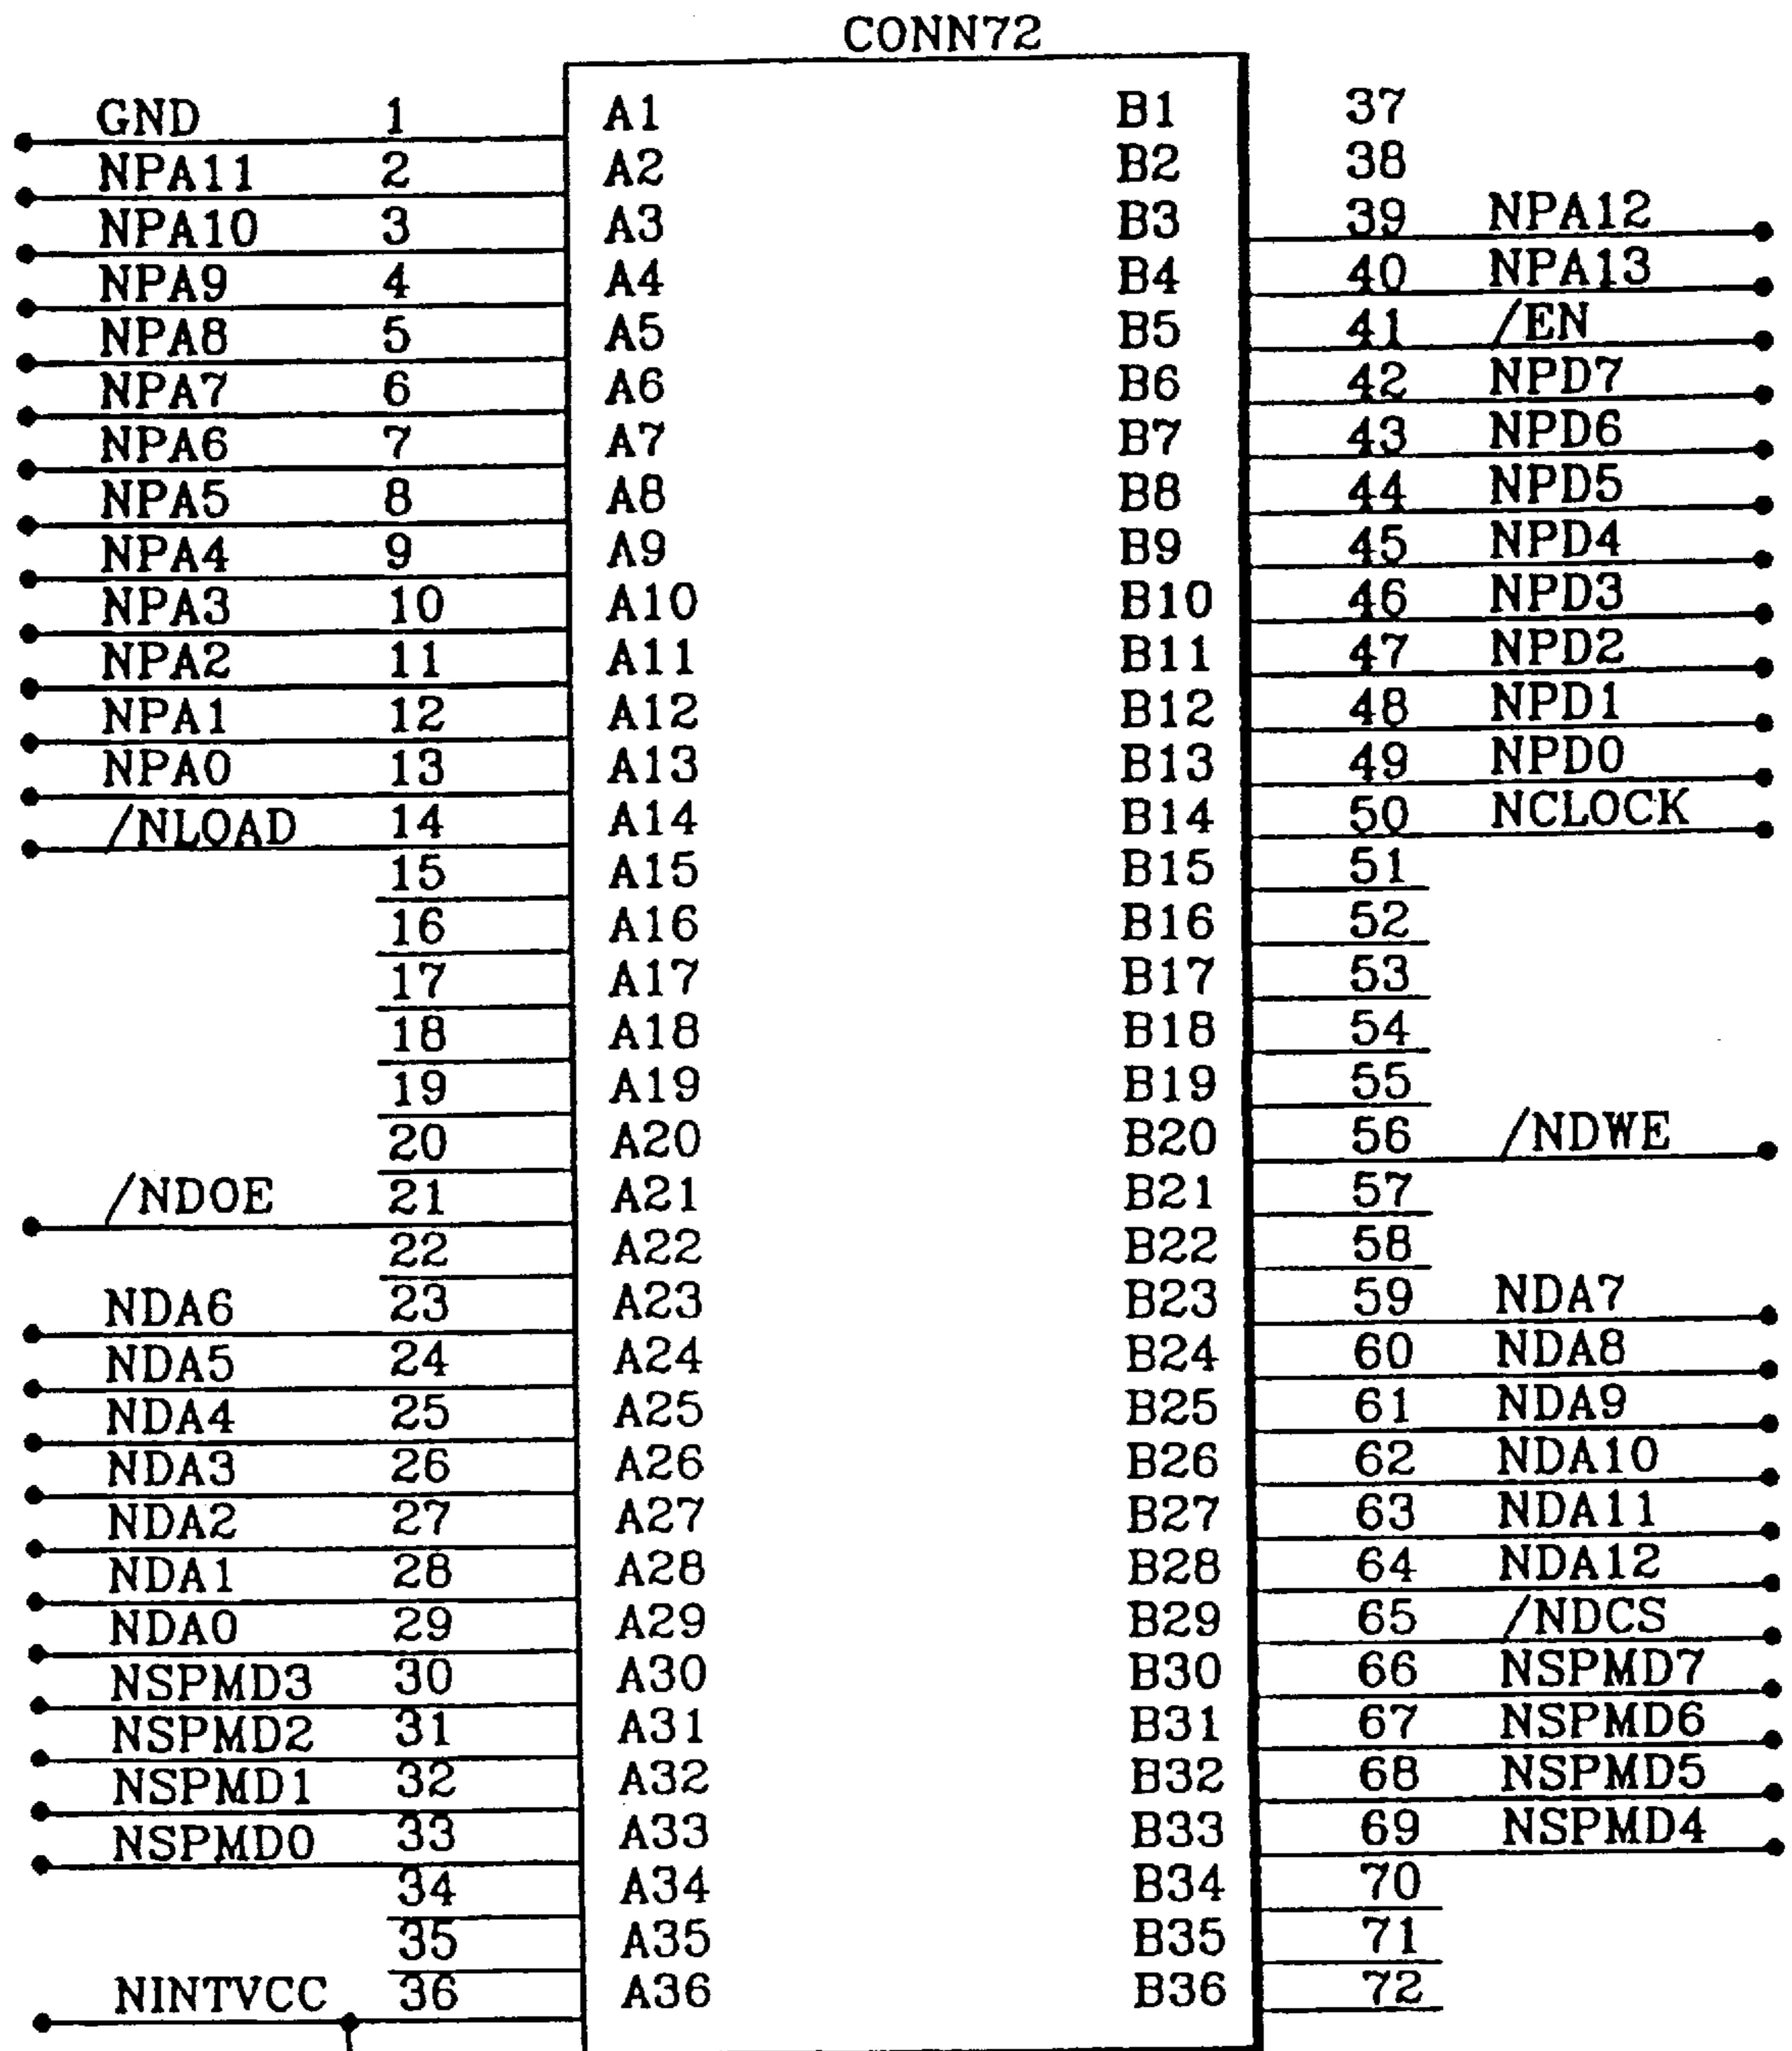 CONN72
GND 1 A1 B1 37
NPA11 2 A2 B2 38
NPA10 3 A3 B3 39 NPA12
NPA9 4 A4 B4 40 NPA13
NPA8 5 A5 B5 41 /EN
NPA7 6 A6 B6 42 NPD7
NPA6 7 A7 B7 43 NPD6
NPA5 8 A8 B8 44 NPD5
NPA4 9 A9 B9 45 NPD4
NPA3 10 A10 B10 46 NPD3
NPA2 11 A11 B11 47 NPD2
NPA1 12 A12 B12 48 NPD1
NPA0 13 A13 B13 49 NPD0
/NLOAD 14 A14 B14 50 NCLOCK
15 A15 B15 51
16 A16 B16 52
17 A17 B17 53
18 A18 B18 54
19 A19 B19 55
20 A20 B20 56 /NDWE
/NDOE 21 A21 B21 57
22 A22 B22 58
NDA6 23 A23 B23 59 NDA7
NDA5 24 A24 B24 60 NDA8
NDA4 25 A25 B25 61 NDA9
NDA3 26 A26 B26 62 NDA10
NDA2 27 A27 B27 63 NDA11
NDA1 28 A28 B28 64 NDA12
NDA0 29 A29 B29 65 /NDCS
NSPMD3 30 A30 B30 66 NSPMD7
NSPMD2 31 A31 B31 67 NSPMD6
NSPMD1 32 A32 B32 68 NSPMD5
NSPMD0 33 A33 B33 69 NSPMD4
34 A34 B34 70
35 A35 B35 71
NINTVCC 36 A36 B36 72